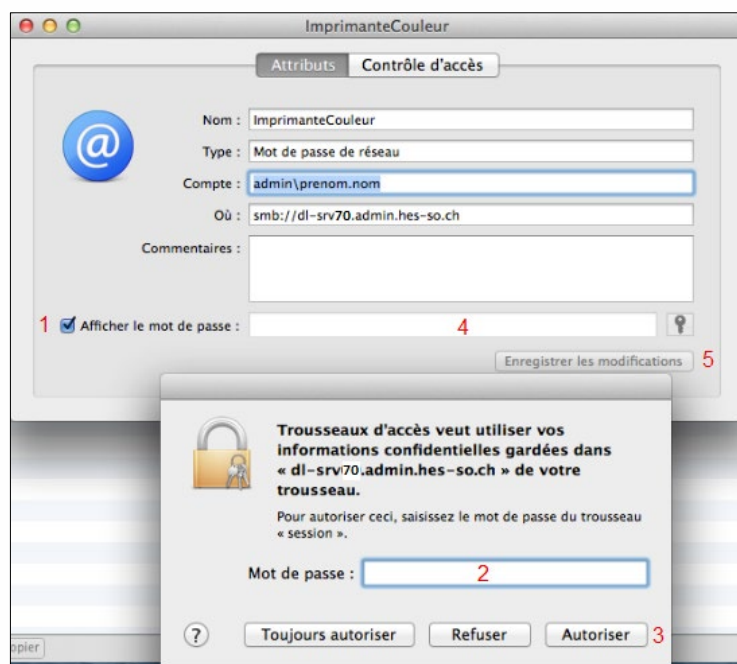 ImprimanteCouleur
Attributs Contrôle d'accès
Nom : ImprimanteCouleur
Type : Mot de passe de réseau
Compte : admin\prenom.nom
Où : smb://dl-srv70.admin.hes-so.ch
Commentaires :
1 Afficher le mot de passe : 4
Enregistrer les modifications 5
Trousseaux d'accès veut utiliser vos
informations confidentielles gardées dans
« dl-srv70.admin.hes-so.ch » de votre
trousseau.
Pour autoriser ceci, saisissez le mot de passe du trousseau
« session ».
Mot de passe : 2
? Toujours autoriser Refuser Autoriser 3
opier